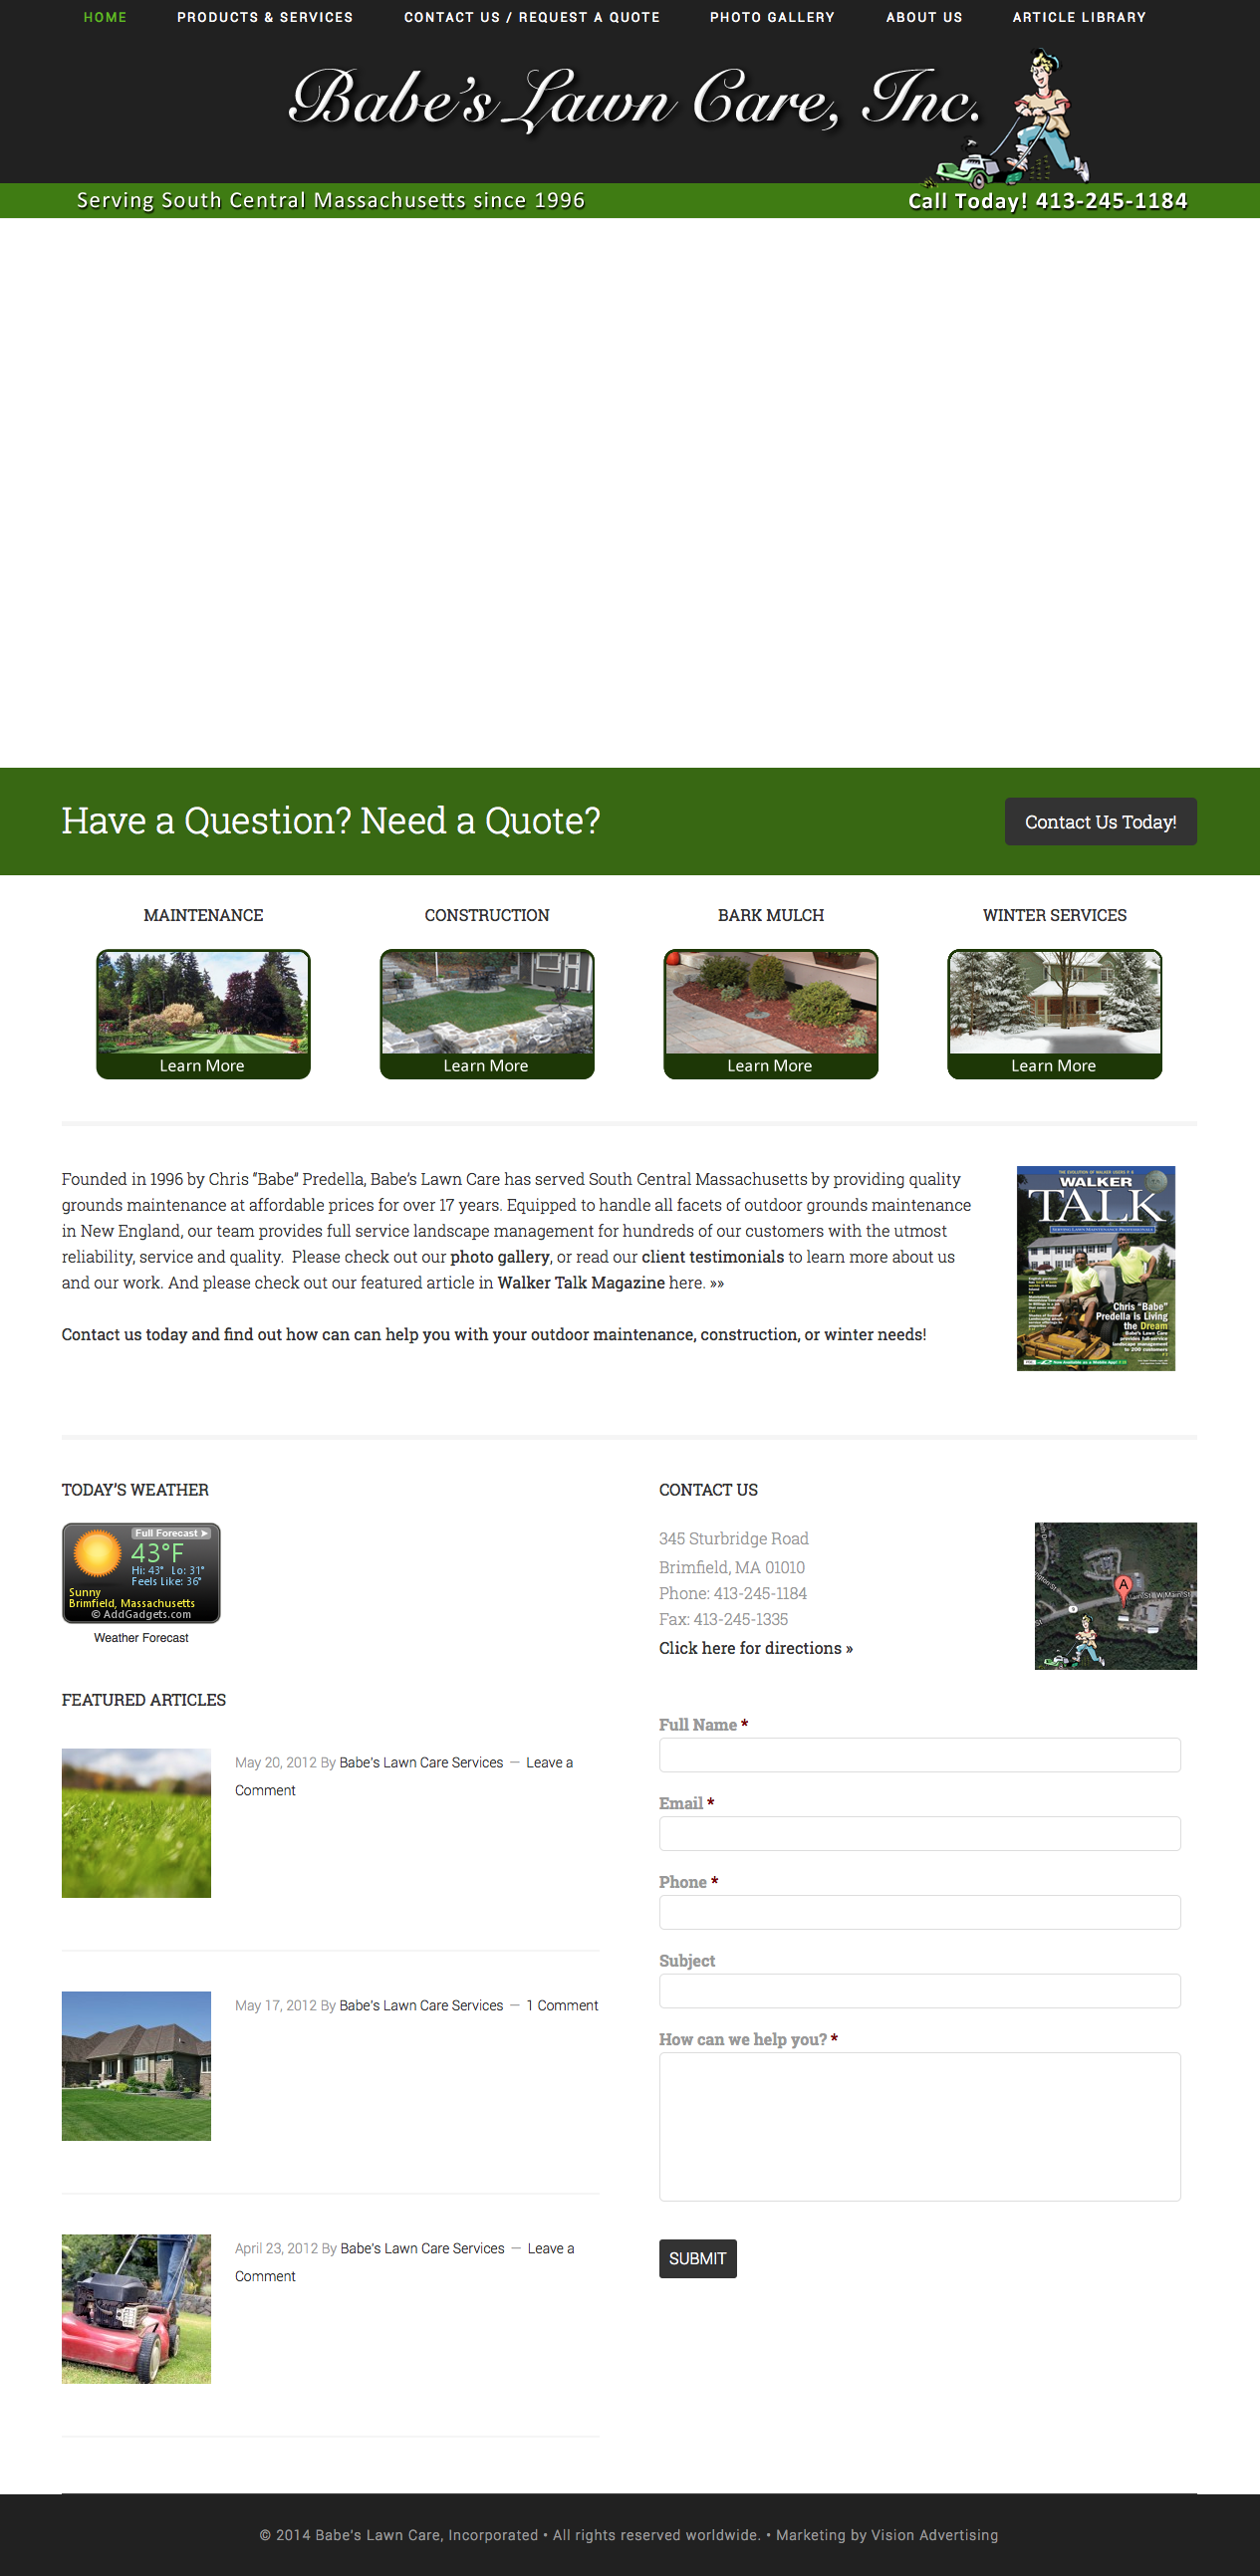 HOME PRODUCTS & SERVICES CONTACT US / REQUEST A QUOTE PHOTO GALLERY ABOUT US ARTICLE LIBRARY
Babe's Lawn Care, Inc.
Serving South Central Massachusetts since 1996
Call Today! 413-245-1184
Have a Question? Need a Quote?
Contact Us Today!
MAINTENANCE
CONSTRUCTION
BARK MULCH
WINTER SERVICES
Learn More
Learn More
Learn More
Learn More
Founded in 1996 by Chris “Babe” Predella, Babe’s Lawn Care has served South Central Massachusetts by providing quality
grounds maintenance at affordable prices for over 17 years. Equipped to handle all facets of outdoor grounds maintenance
in New England, our team provides full service landscape management for hundreds of our customers with the utmost
reliability, service and quality.  Please check out our photo gallery, or read our client testimonials to learn more about us
and our work. And please check out our featured article in Walker Talk Magazine here. »»
Contact us today and find out how can can help you with your outdoor maintenance, construction, or winter needs!
WALKER
TALK
Chris "Babe"
Predella is Living
the Dream
Babe's Lawn Care
provides full-service
landscape management
to 200 customers
TODAY’S WEATHER
Full Forecast
43°F
Hi: 43° Lo: 31°
Feels Like: 36°
Sunny
Brimfield, Massachusetts
© AddGadgets.com
Weather Forecast
FEATURED ARTICLES
May 20, 2012 By Babe's Lawn Care Services — Leave a
Comment
May 17, 2012 By Babe's Lawn Care Services — 1 Comment
April 23, 2012 By Babe's Lawn Care Services — Leave a
Comment
CONTACT US
345 Sturbridge Road
Brimfield, MA 01010
Phone: 413-245-1184
Fax: 413-245-1335
Click here for directions »
A
Full Name *
Email *
Phone *
Subject
How can we help you? *
SUBMIT
© 2014 Babe's Lawn Care, Incorporated • All rights reserved worldwide. • Marketing by Vision Advertising